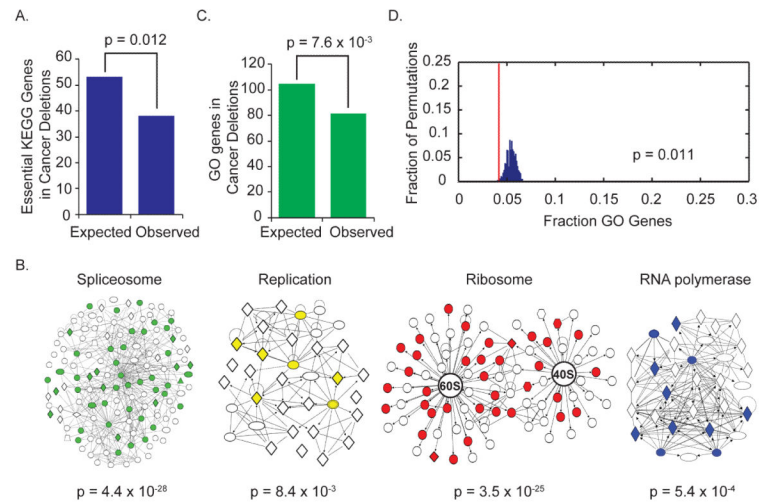 A.
p = 0.012
Essential KEGG Genes
in Cancer Deletions
60
50
40
30
20
10
0
Expected Observed
C.
p = 7.6 x 10-3
GO genes in
Cancer Deletions
120
100
80
60
40
20
0
Expected Observed
D.
Fraction of Permutations
0.25
0.2
0.15
0.1
0.05
0
p = 0.011
0 0.05 0.1 0.15 0.2 0.25 0.3
Fraction GO Genes
B.
Spliceosome
Replication
Ribosome
RNA polymerase
60S
40S
p = 4.4 x 10-28
p = 8.4 x 10-3
p = 3.5 x 10-25
p = 5.4 x 10-4